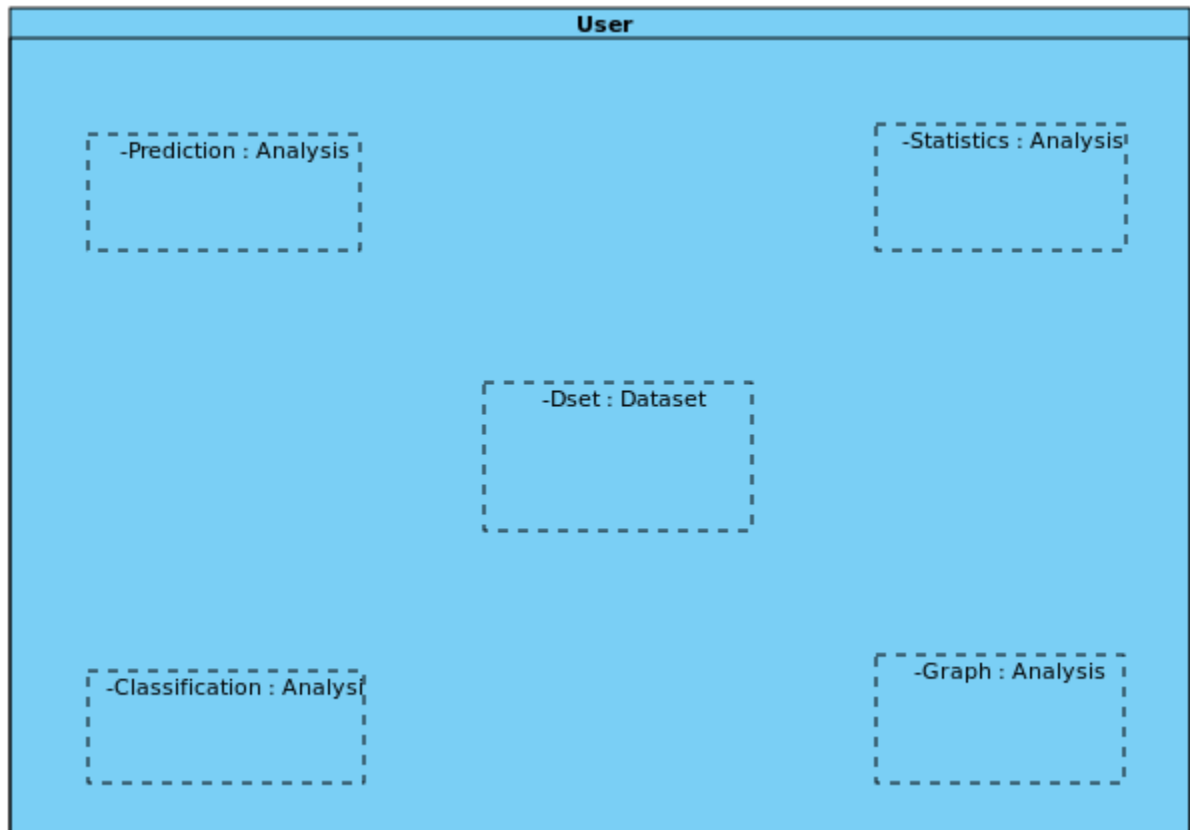 User
-Prediction : Analysis
-Statistics : Analysis
-Dset : Dataset
-Classification : Analysi
-Graph : Analysis